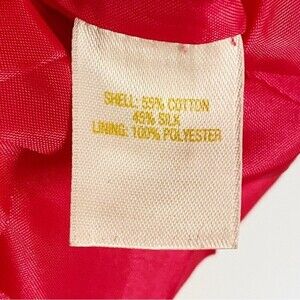 SHELL: 55% COTTON
45% SILK
LINING: 100% POLYESTER